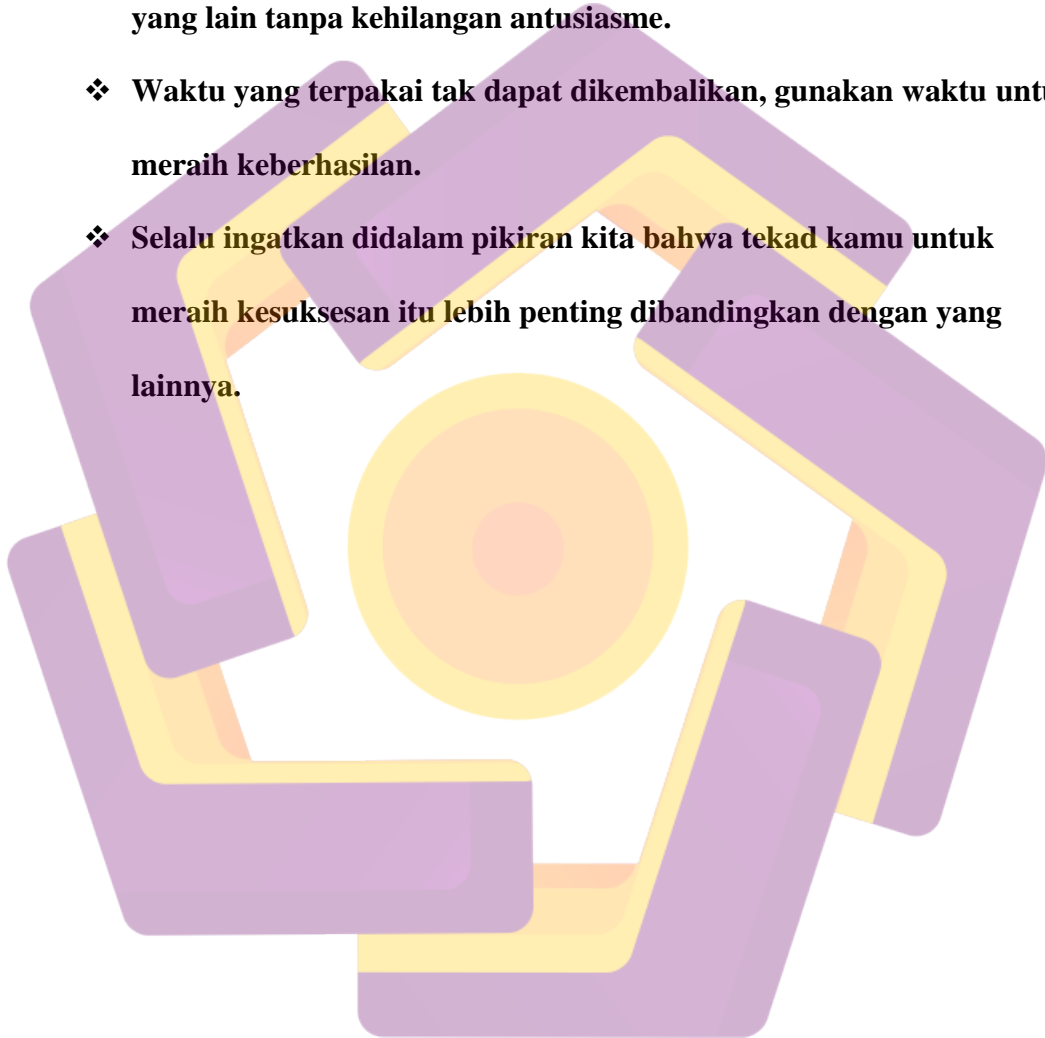 yang lain tanpa kehilangan antusiasme.
❖ Waktu yang terpakai tak dapat dikembalikan, gunakan waktu untu
meraih keberhasilan.
❖ Selalu ingatkan didalam pikiran kita bahwa tekad kamu untuk
meraih kesuksesan itu lebih penting dibandingkan dengan yang
lainnya.